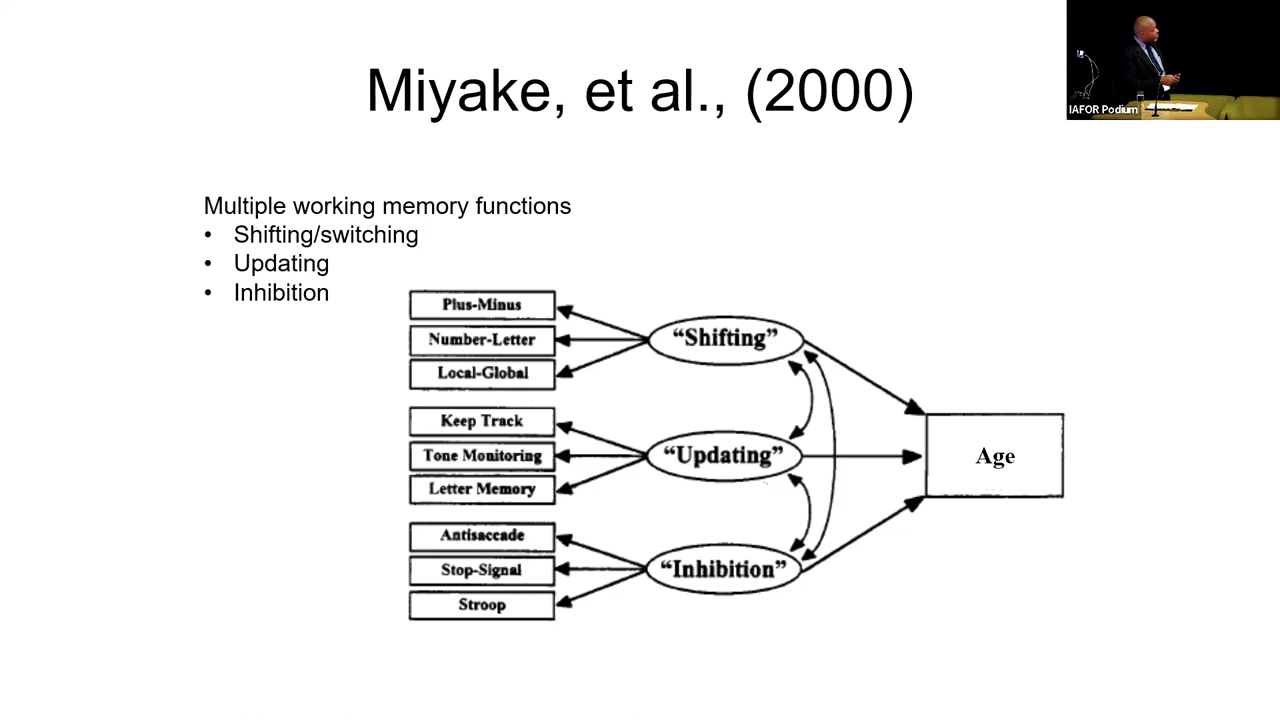 Miyake, et al., (2000)
IAFOR Podium
Multiple working memory functions
• Shifting/switching
• Updating
• Inhibition
Plus-Minus
Number-Letter
Local-Global
"Shifting"
Keep Track
Tone Monitoring
Letter Memory
"Updating"
Age
Antisaccade
Stop-Signal
Stroop
"Inhibition"